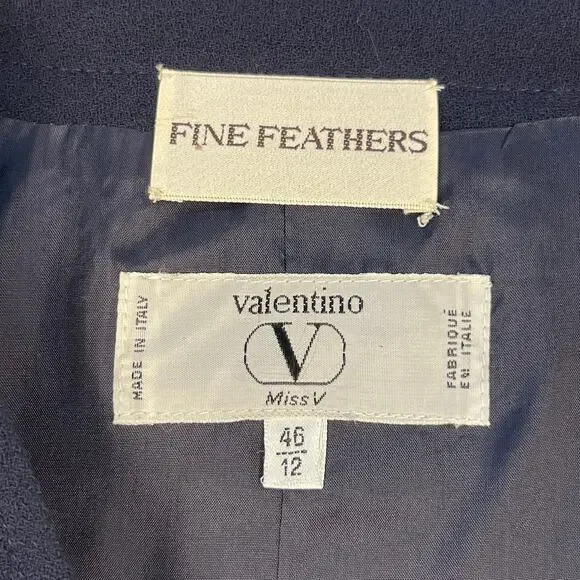 FINE FEATHERS
valentino
V
Miss V
MADE IN ITALY
FABRIQUÉ
EN ITALIE
46
12